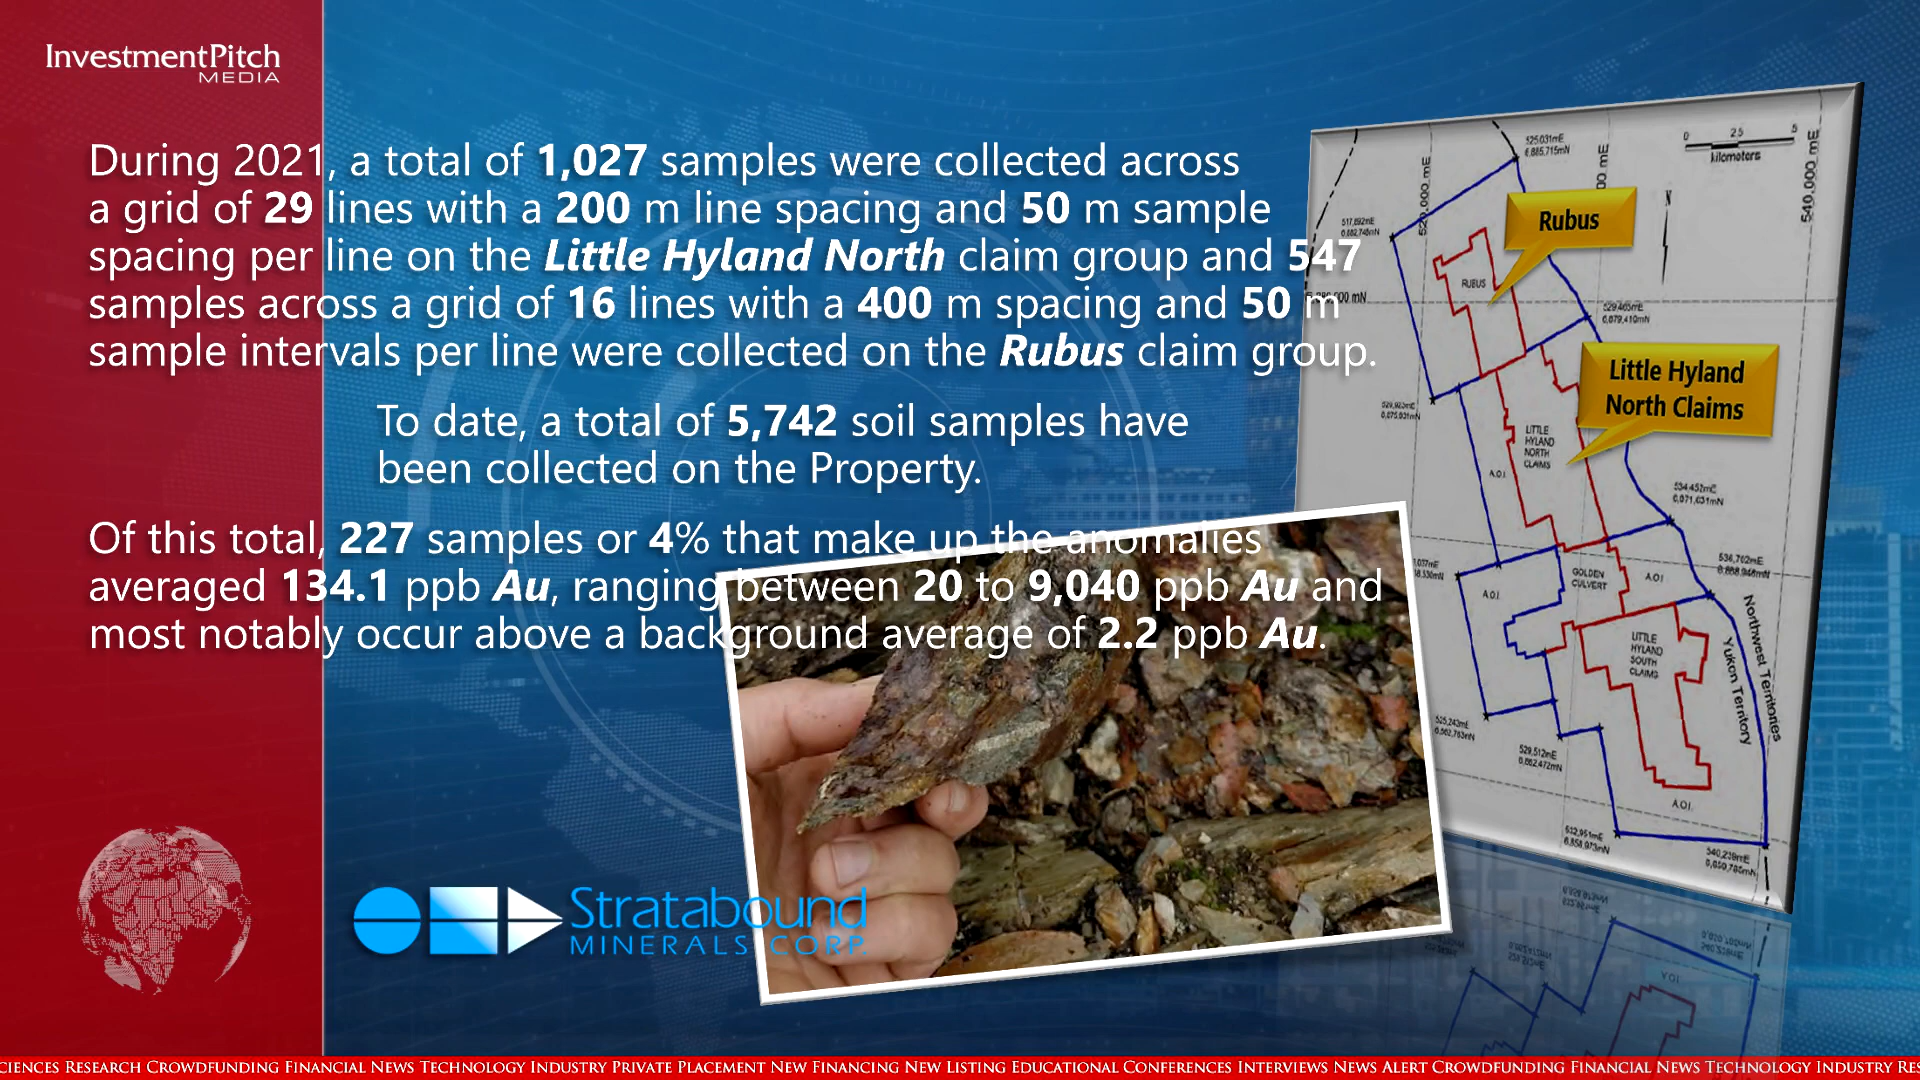 InvestmentPitch
MEDIA
During 2021, a total of 1,027 samples were collected across
a grid of 29 lines with a 200 m line spacing and 50 m sample
spacing per line on the Little Hyland North claim group and 547
samples across a grid of 16 lines with a 400 m spacing and 50 m
sample intervals per line were collected on the Rubus claim group.
To date, a total of 5,742 soil samples have
been collected on the Property.
Of this total, 227 samples or 4% that make up the anomalies
averaged 134.1 ppb Au, ranging between 20 to 9,040 ppb Au and
most notably occur above a background average of 2.2 ppb Au.
Stratabound
MINERALS CORP.
0 2.5 5
kilometers
N
540,000 mE
Rubus
RUBUS
Little Hyland
North Claims
LITTLE
HYLAND
NORTH
CLAIMS
A.O.I.
GOLDEN
CULVERT
A.O.I.
A.O.I.
LITTLE
HYLAND
SOUTH
CLAIMS
Northwest Territories
Yukon Territory
A.O.I.
CIENCES RESEARCH CROWDFUNDING FINANCIAL NEWS TECHNOLOGY INDUSTRY PRIVATE PLACEMENT NEW FINANCING NEW LISTING EDUCATIONAL CONFERENCES INTERVIEWS NEWS ALERT CROWDFUNDING FINANCIAL NEWS TECHNOLOGY INDUSTRY RES